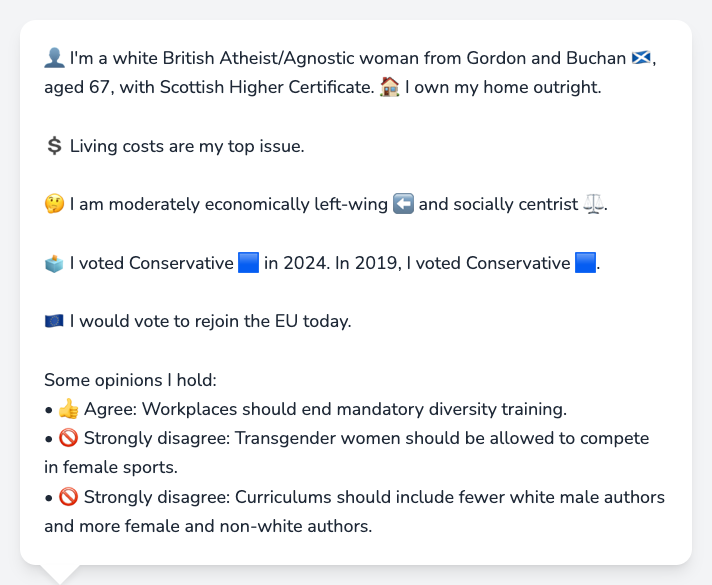 👤 I'm a white British Atheist/Agnostic woman from Gordon and Buchan 🏴󠁧󠁢󠁳󠁣󠁴󠁿,
aged 67, with Scottish Higher Certificate. 🏠 I own my home outright.
💲 Living costs are my top issue.
🤔 I am moderately economically left-wing ⬅️ and socially centrist ⚖️.
🗳️ I voted Conservative 🟦 in 2024. In 2019, I voted Conservative 🟦.
🇪🇺 I would vote to rejoin the EU today.
Some opinions I hold:
• 👍 Agree: Workplaces should end mandatory diversity training.
• 🚫 Strongly disagree: Transgender women should be allowed to compete
in female sports.
• 🚫 Strongly disagree: Curriculums should include fewer white male authors
and more female and non-white authors.